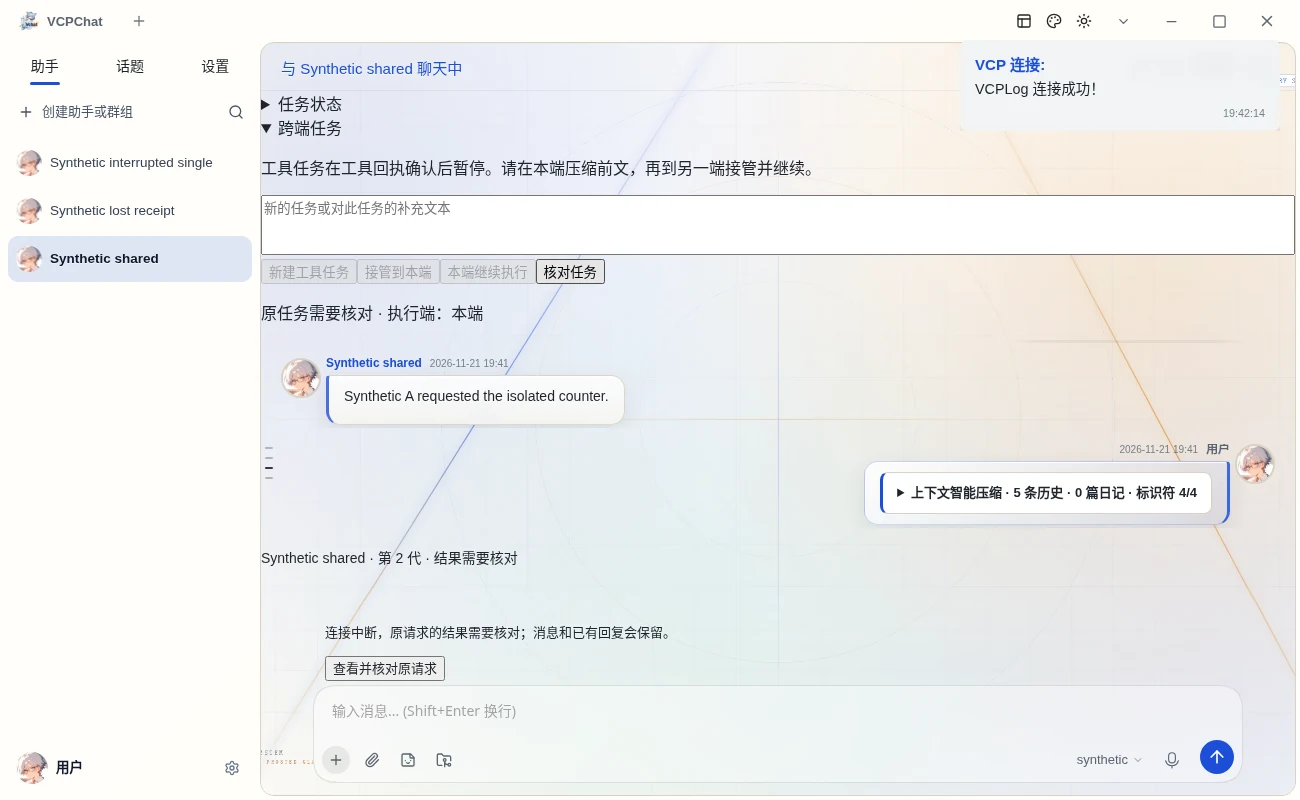 VCPChat
助手
话题
设置
创建助手或群组
Synthetic interrupted single
Synthetic lost receipt
Synthetic shared
用户
与 Synthetic shared 聊天中
VCP 连接:
VCPLog 连接成功!
19:42:14
任务状态
跨端任务
工具任务在工具回执确认后暂停。请在本端压缩前文，再到另一端接管并继续。
新的任务或对此任务的补充文本
新建工具任务
接管到本端
本端继续执行
核对任务
原任务需要核对 · 执行端：本端
Synthetic shared 2026-11-21 19:41
Synthetic A requested the isolated counter.
2026-11-21 19:41 用户
上下文智能压缩 · 5 条历史 · 0 篇日记 · 标识符 4/4
Synthetic shared · 第 2 代 · 结果需要核对
连接中断，原请求的结果需要核对；消息和已有回复会保留。
查看并核对原请求
输入消息... (Shift+Enter 换行)
synthetic